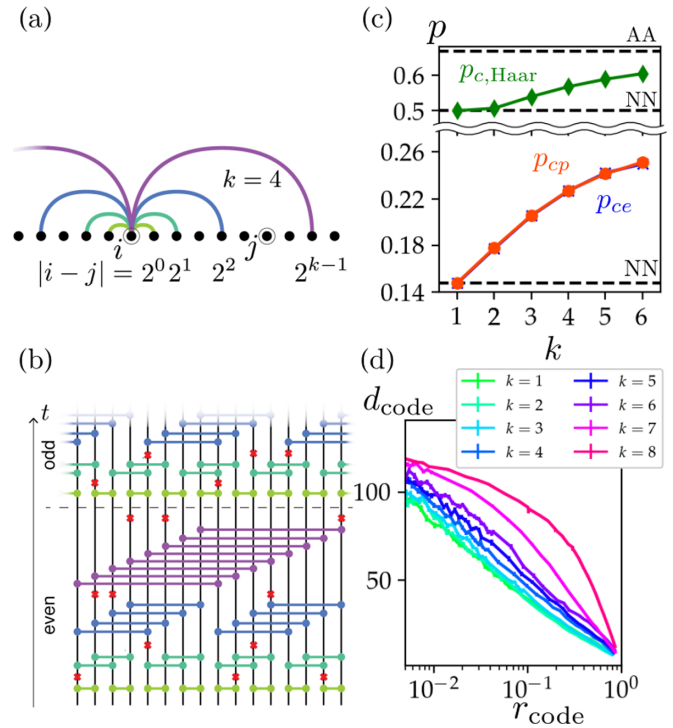 (a)
k = 4
i
j
|i − j| = 2^0 2^1 2^2 2^{k−1}
(b)
t
odd
even
(c)
p
AA
p_{c,Haar}
0.6
NN
0.5
0.26
p_{cp}
0.22
p_{ce}
0.18
NN
0.14
1 2 3 4 5 6
k
(d)
d_code
k = 1 k = 5
k = 2 k = 6
k = 3 k = 7
k = 4 k = 8
100
50
10^{−2} 10^{−1} 10^0
r_code